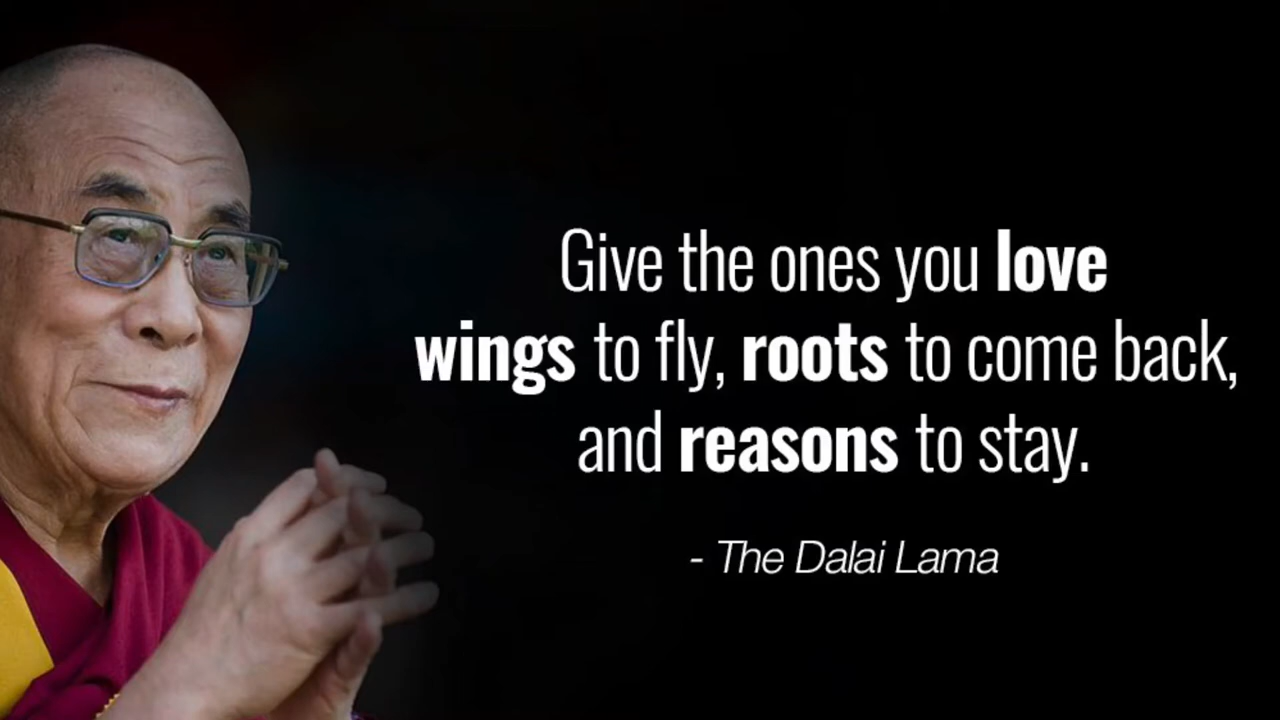 Give the ones you love
wings to fly, roots to come back,
and reasons to stay.
- The Dalai Lama